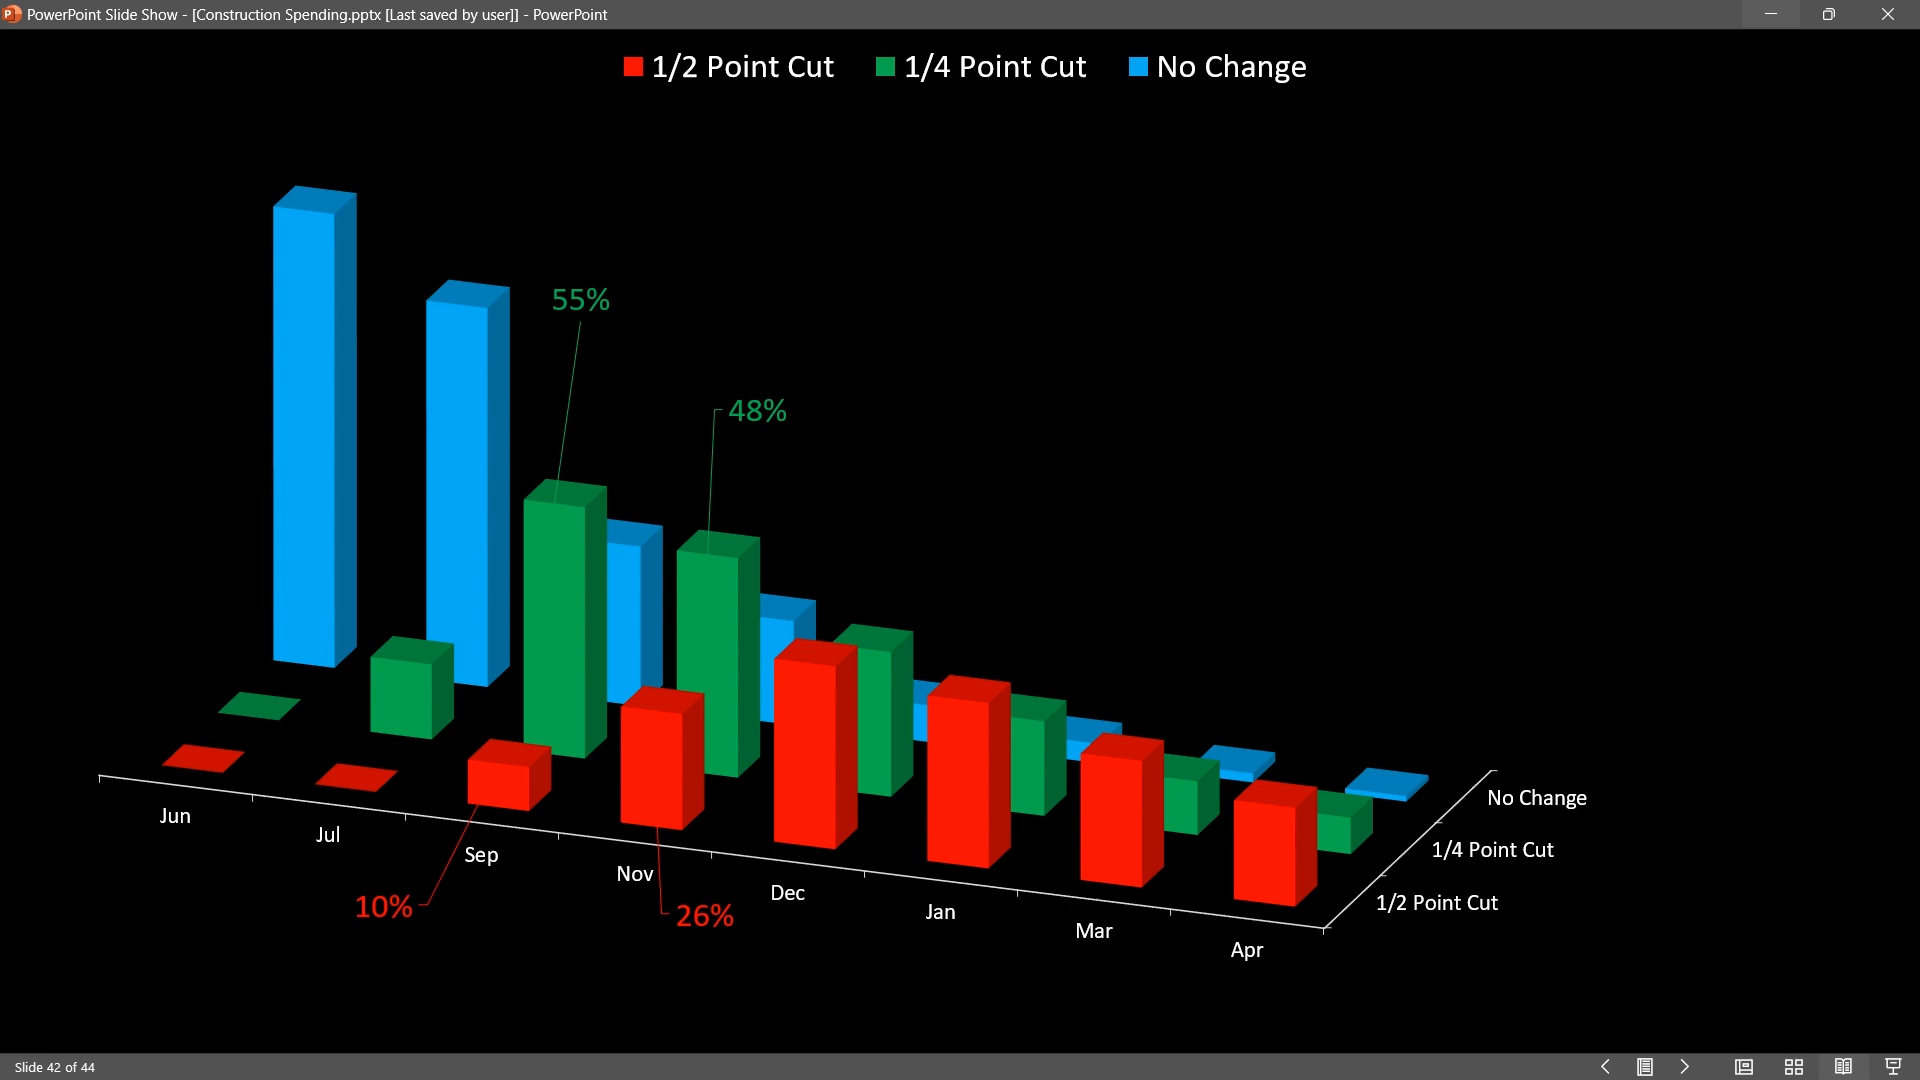 PowerPoint Slide Show - [Construction Spending.pptx [Last saved by user]] - PowerPoint
1/2 Point Cut 1/4 Point Cut No Change
55%
48%
No Change
Jun
Jul
1/4 Point Cut
Sep
Nov
Dec
1/2 Point Cut
10%
26%
Jan
Mar
Apr
Slide 42 of 44